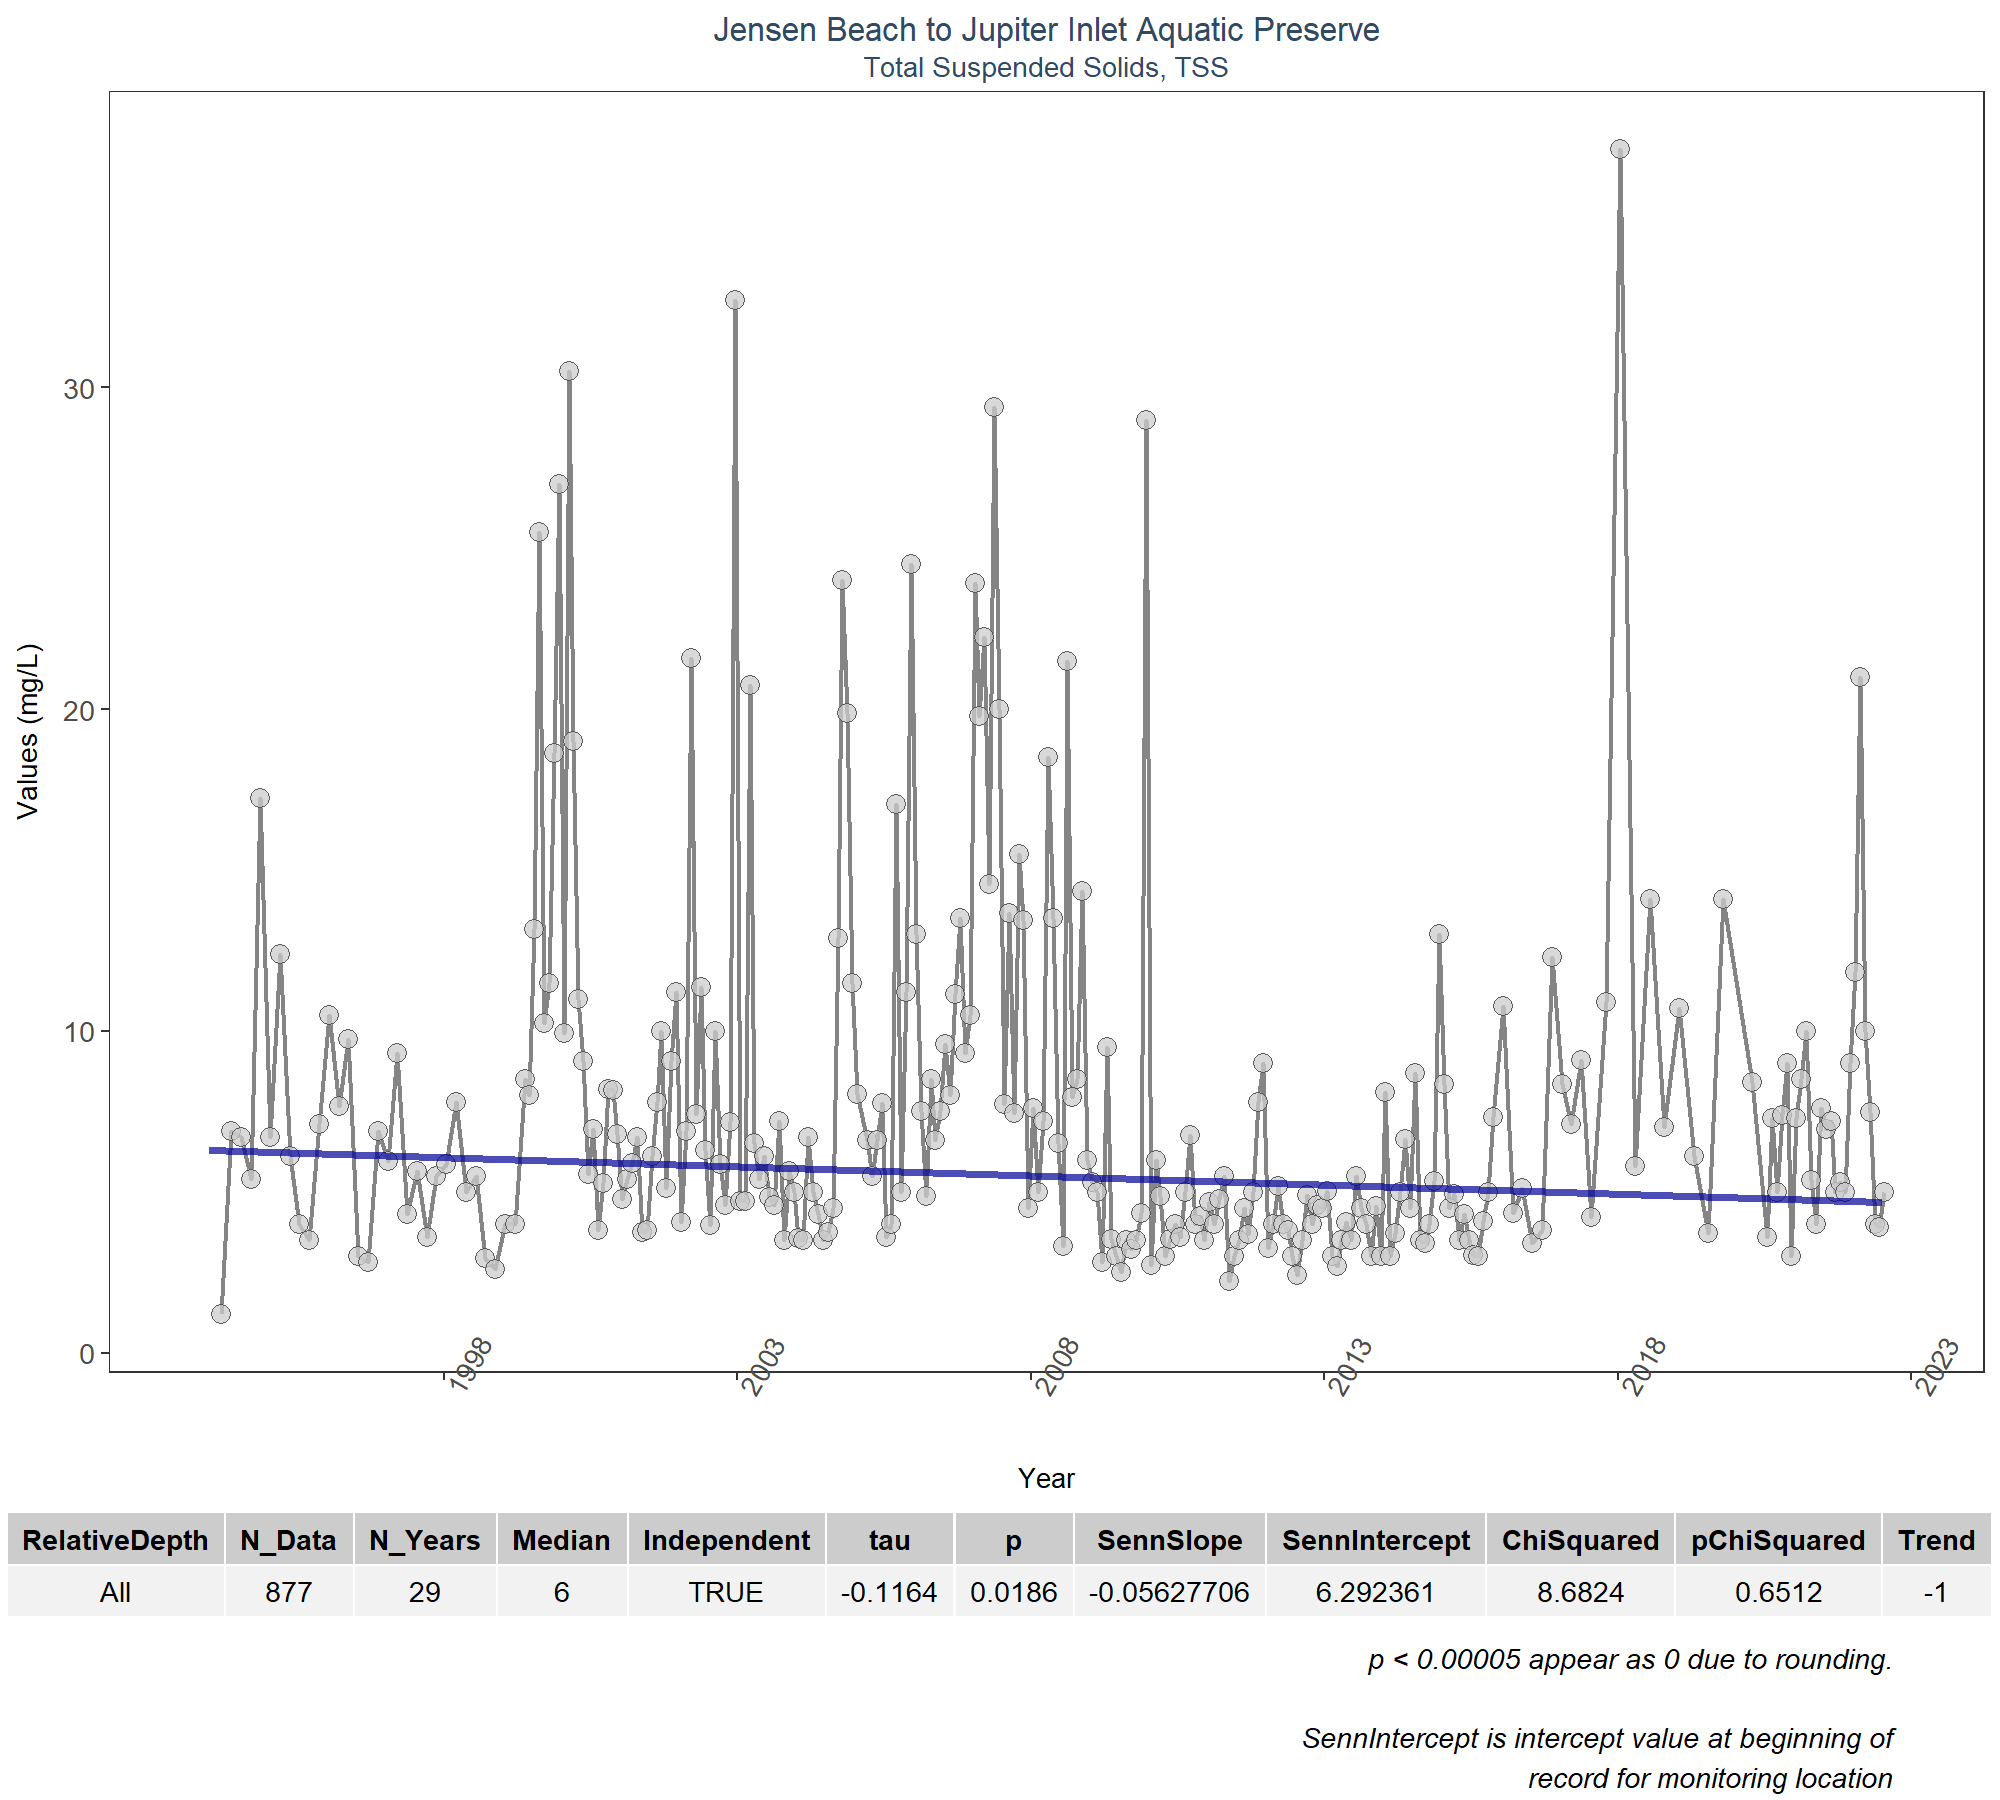 Jensen Beach to Jupiter Inlet Aquatic Preserve
Total Suspended Solids, TSS
Values (mg/L)
30
20
10
0
1998
2003
2008
2013
2018
2023
Year
RelativeDepth N_Data N_Years Median Independent tau p SennSlope SennIntercept ChiSquared pChiSquared Trend
All 877 29 6 TRUE -0.1164 0.0186 -0.05627706 6.292361 8.6824 0.6512 -1
p < 0.00005 appear as 0 due to rounding.
SennIntercept is intercept value at beginning of
record for monitoring location